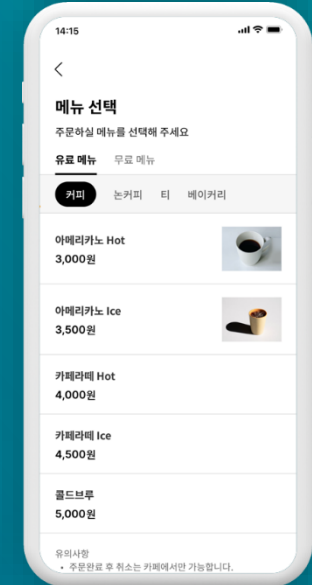 14:15
메뉴 선택
주문하실 메뉴를 선택해 주세요
유료 메뉴 무료 메뉴
커피 논커피 티 베이커리
아메리카노 Hot
3,000원
아메리카노 Ice
3,500원
카페라떼 Hot
4,000원
카페라떼 Ice
4,500원
콜드브루
5,000원
유의사항
• 주문완료 후 취소는 카페에서만 가능합니다.